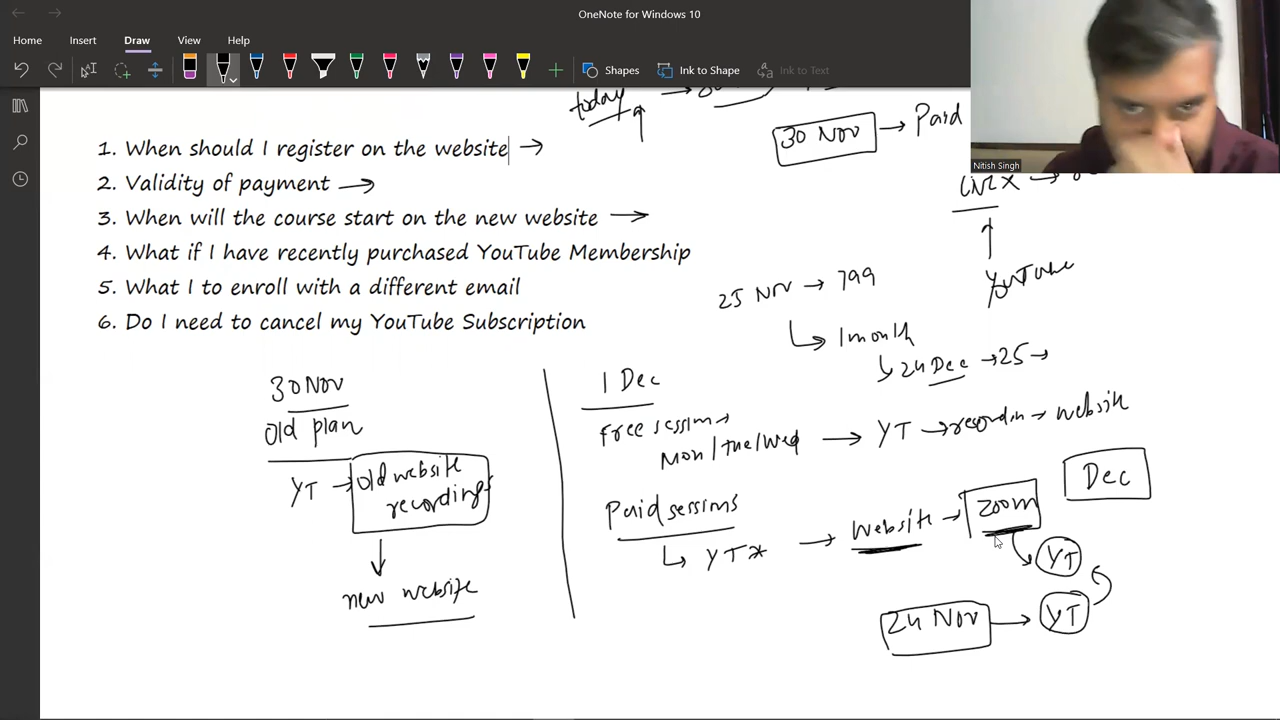 OneNote for Windows 10
Home Insert Draw View Help
Shapes Ink to Shape Ink to Text
today →
30 Nov → Paid
Nitish Singh
1. When should I register on the website →
2. Validity of payment →
3. When will the course start on the new website →
4. What if I have recently purchased YouTube Membership
5. What I to enroll with a different email
6. Do I need to cancel my YouTube Subscription
YouTube
25 Nov → 799
1 month
24 Dec → 25 →
30 Nov
Old plan
YT → old website
recordings
new website
1 Dec
free session →
Mon/Tue/Wed → YT → recordin → website
Paid sessions
YT* → Website → zoom
Dec
YT
24 Nov → YT